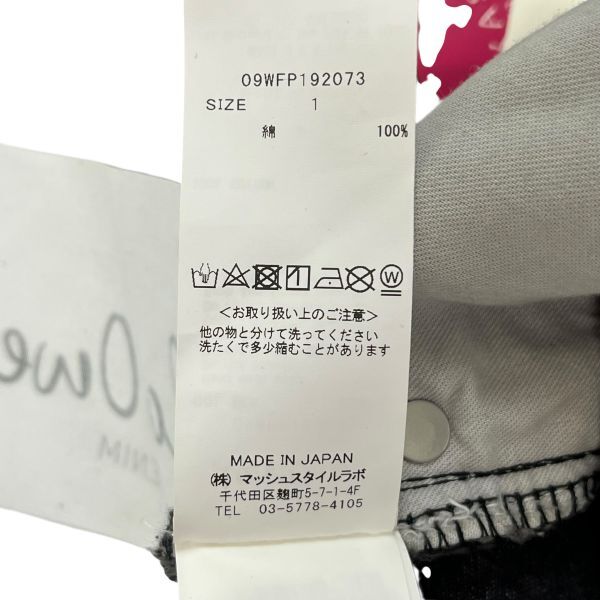 09WFP192073
SIZE 1
綿 100%
W
<お取り扱い上のご注意>
他の物と分けて洗ってください
洗たくで多少縮むことがあります
MADE IN JAPAN
(株) マッシュスタイルラボ
千代田区麹町5-7-1-4F
TEL 03-5778-4105
Owe
ENIM